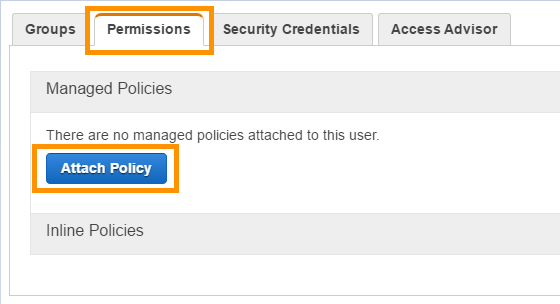 Groups Permissions Security Credentials Access Advisor
Managed Policies
There are no managed policies attached to this user.
Attach Policy
Inline Policies